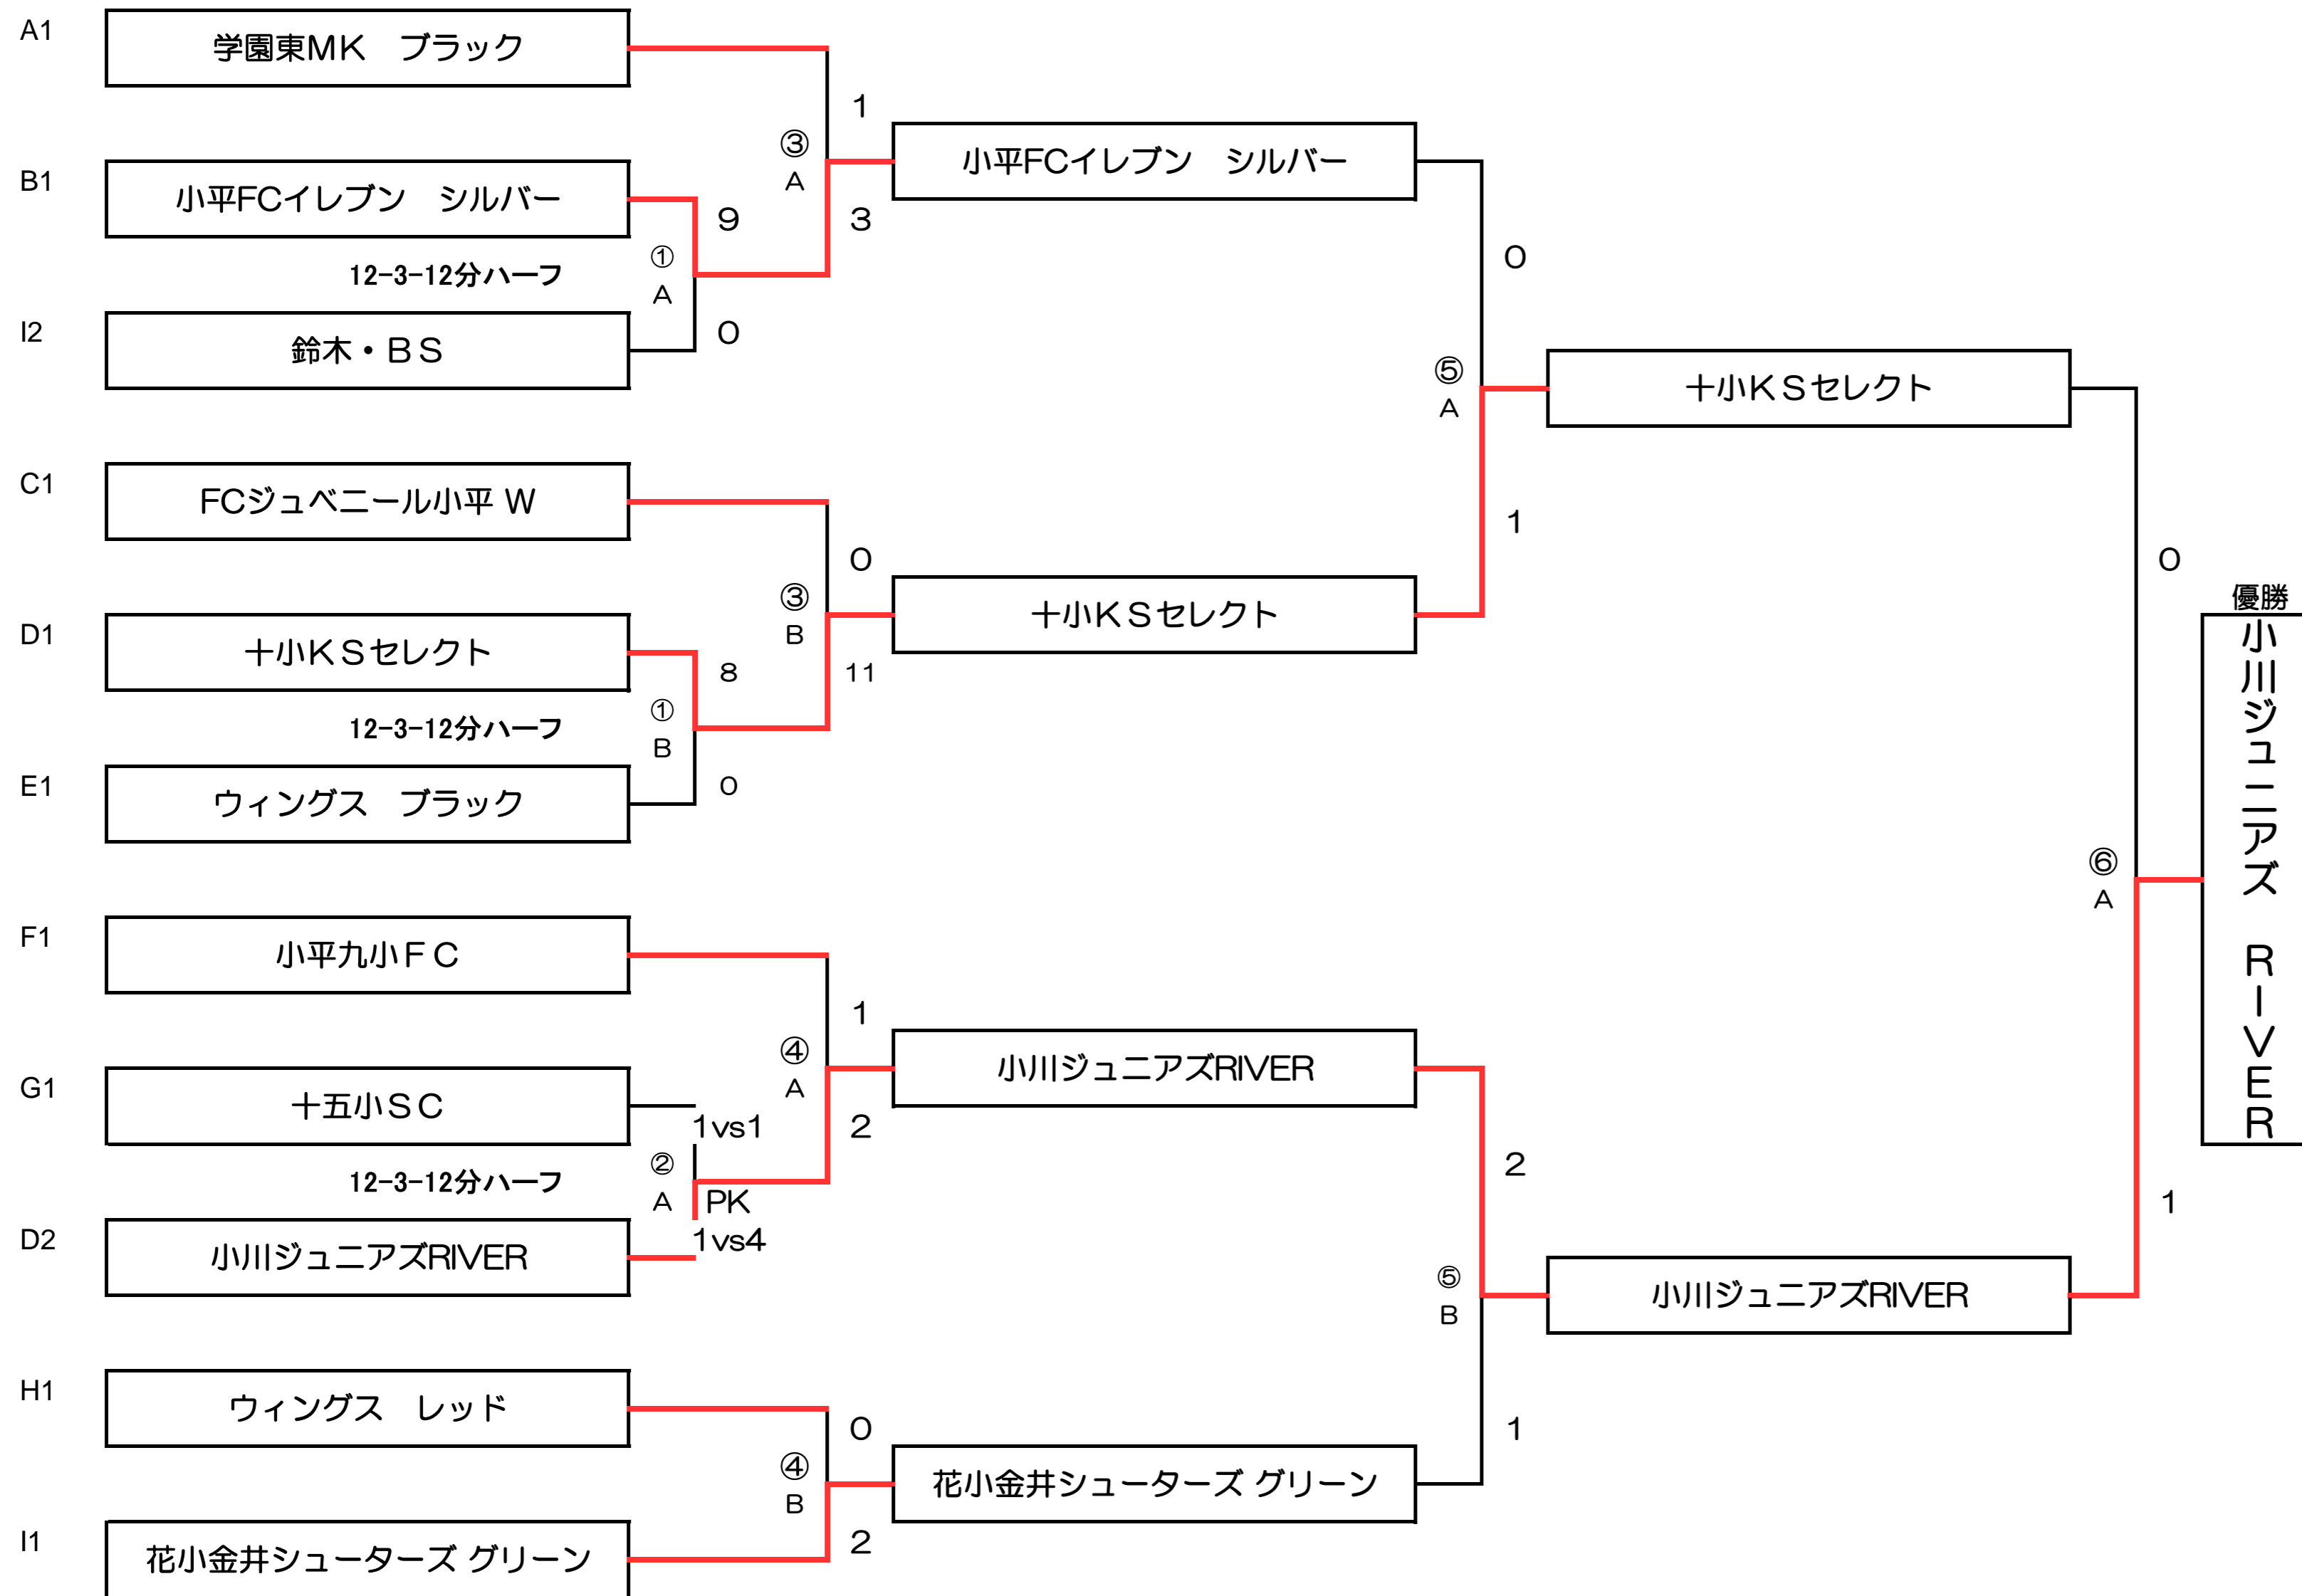 A1
学園東MK　ブラック
1
③
A
小平FCイレブン　シルバー
B1
小平FCイレブン　シルバー
9
3
12-3-12分ハーフ
①
A
0
I2
鈴木・ＢＳ
0
⑤
A
十小ＫＳセレクト
C1
FCジュベニール小平 W
1
0
0
③
B
十小ＫＳセレクト
優勝
小川ジュニアズ　RIVER
D1
十小ＫＳセレクト
8
11
12-3-12分ハーフ
①
B
E1
ウィングス　ブラック
0
⑥
A
F1
小平九小ＦＣ
1
④
A
小川ジュニアズRIVER
G1
十五小ＳＣ
1vs1
2
12-3-12分ハーフ
②
A
PK
2
1
D2
小川ジュニアズRIVER
1vs4
⑤
B
小川ジュニアズRIVER
H1
ウィングス　レッド
0
1
④
B
花小金井シューターズ グリーン
I1
花小金井シューターズ グリーン
2